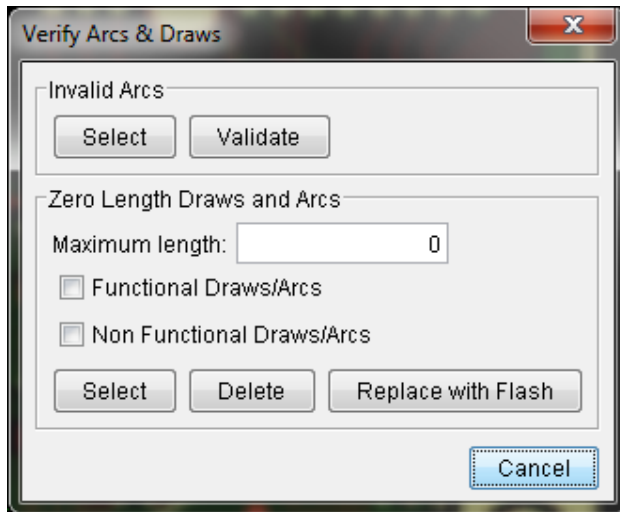 Verify Arcs & Draws
Invalid Arcs
Select Validate
Zero Length Draws and Arcs
Maximum length: 0
Functional Draws/Arcs
Non Functional Draws/Arcs
Select Delete Replace with Flash
Cancel